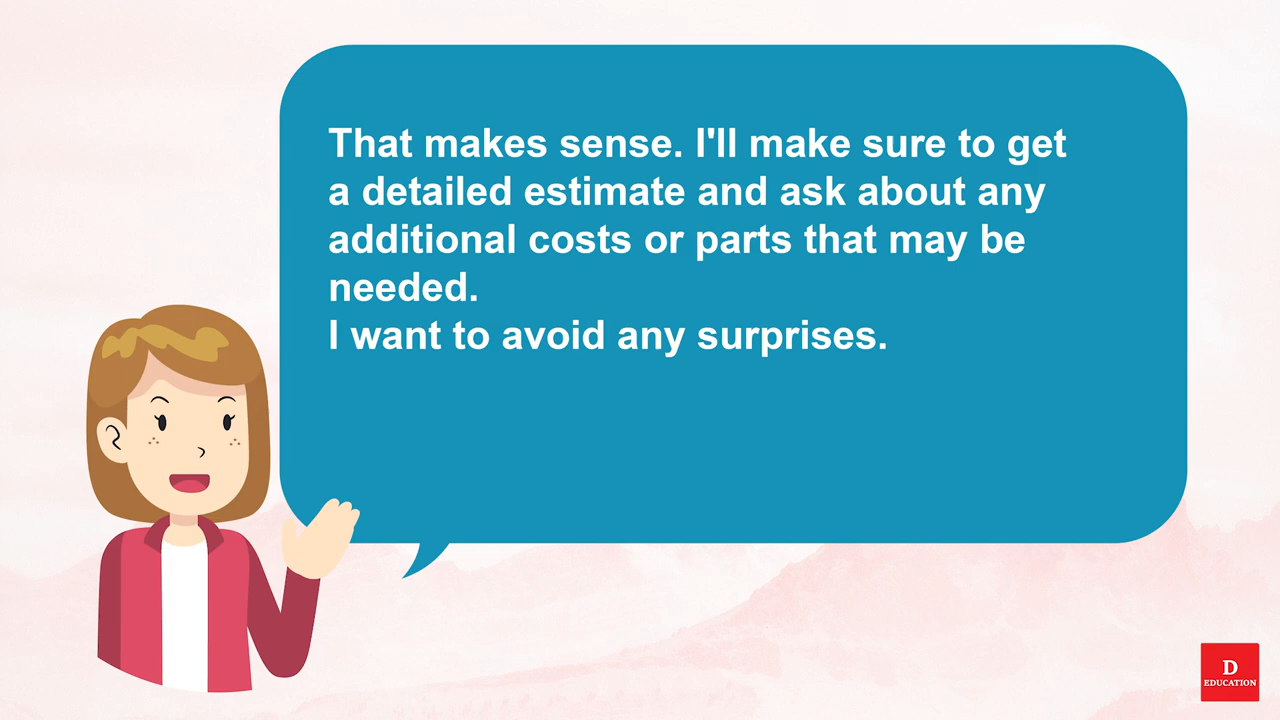 That makes sense. I'll make sure to get
a detailed estimate and ask about any
additional costs or parts that may be
needed.
I want to avoid any surprises.
D
EDUCATION